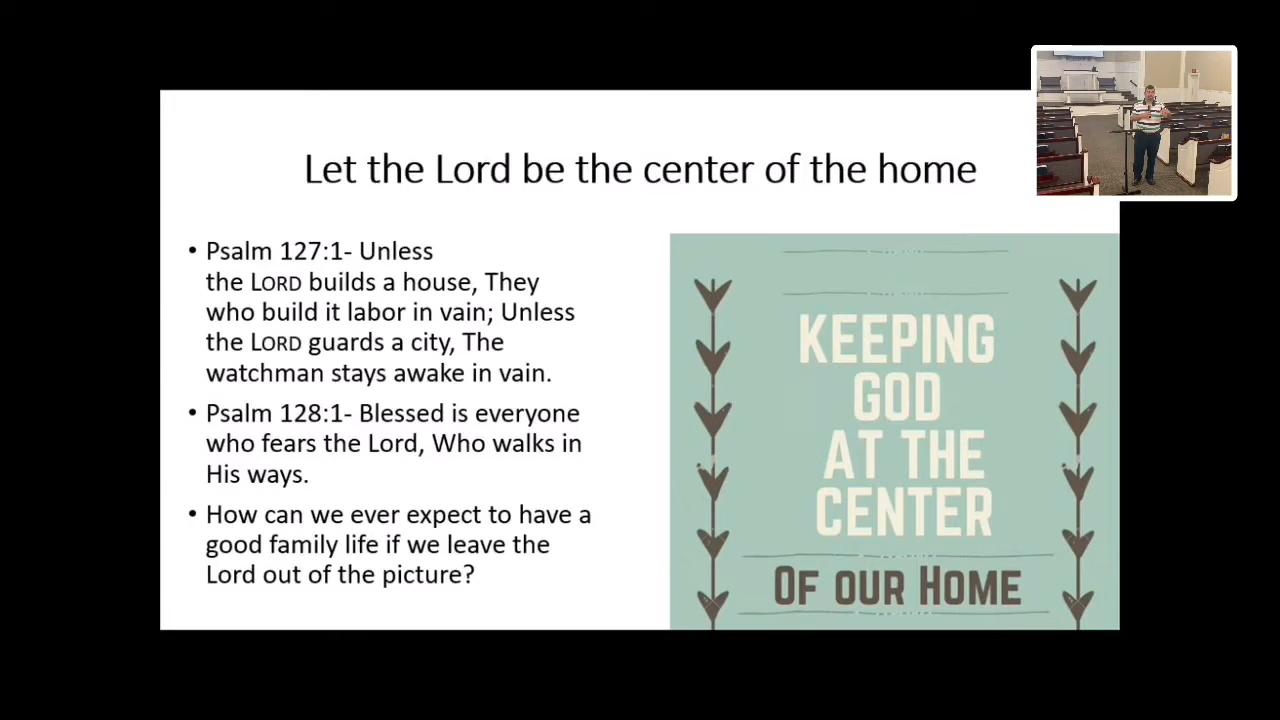 Let the Lord be the center of the home
• Psalm 127:1- Unless
the LORD builds a house, They
who build it labor in vain; Unless
the LORD guards a city, The
watchman stays awake in vain.
• Psalm 128:1- Blessed is everyone
who fears the Lord, Who walks in
His ways.
• How can we ever expect to have a
good family life if we leave the
Lord out of the picture?
KEEPING
GOD
AT THE
CENTER
OF OUR HOME